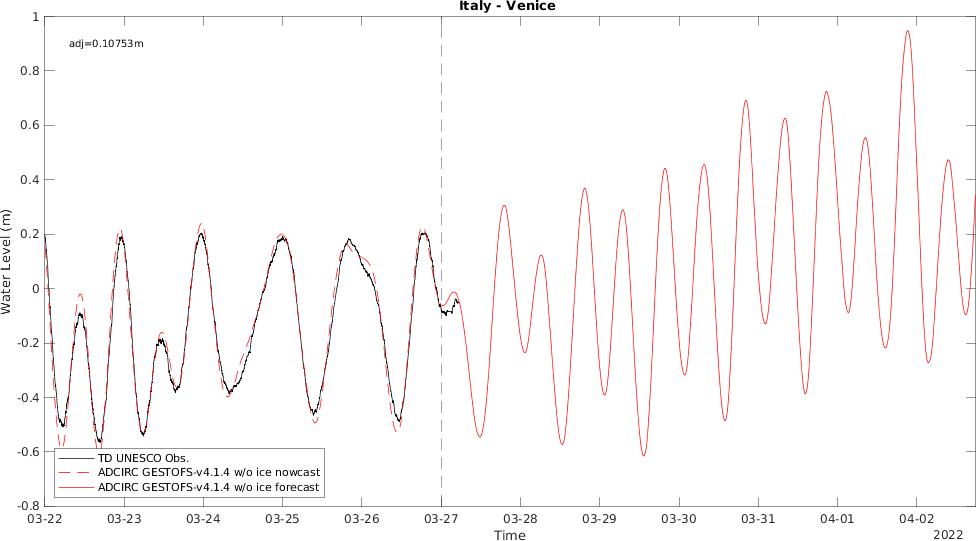 Italy - Venice
adj=0.10753m
Water Level (m)
1
0.8
0.6
0.4
0.2
0
-0.2
-0.4
-0.6
-0.8
TD UNESCO Obs.
ADCIRC GESTOFS-v4.1.4 w/o ice nowcast
ADCIRC GESTOFS-v4.1.4 w/o ice forecast
03-22 03-23 03-24 03-25 03-26 03-27 03-28 03-29 03-30 03-31 04-01 04-02
Time
2022